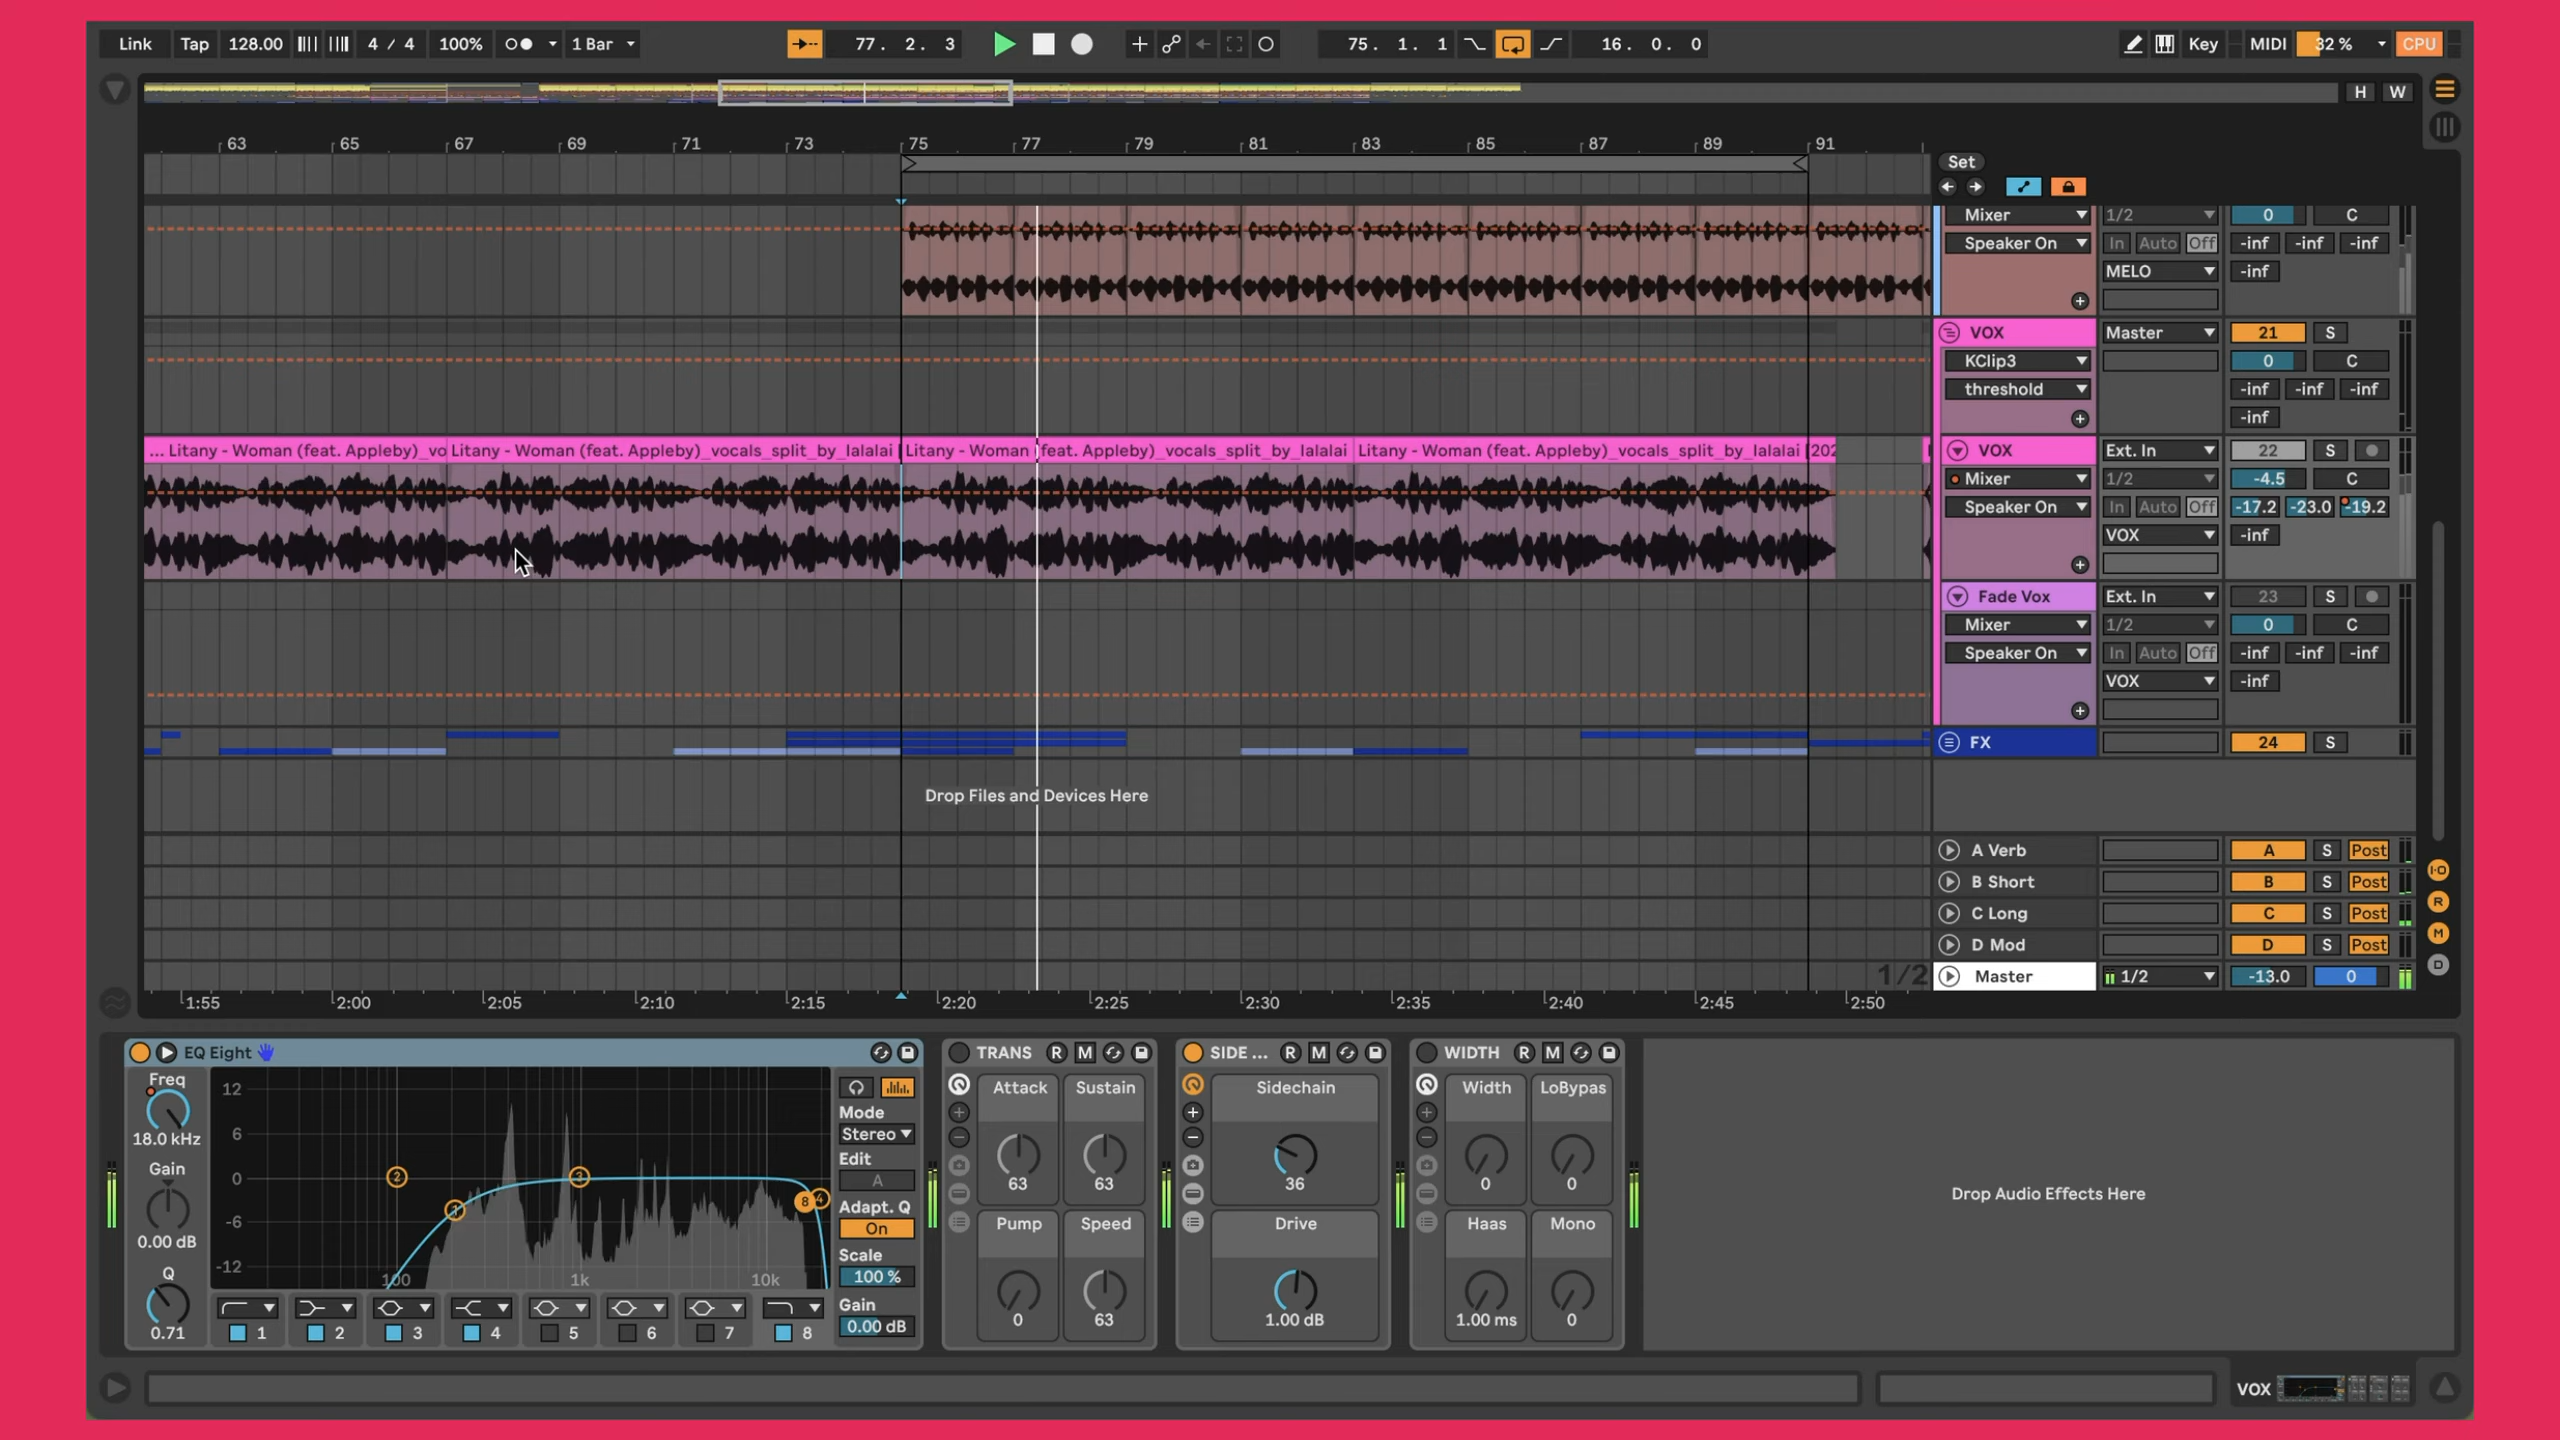 Link Tap 128.00 4 / 4 100% 1 Bar 77. 2. 3 75. 1. 1 16. 0. 0 Key MIDI 32 % CPU
H W
63 65 67 69 71 73 75 77 79 81 83 85 87 89 91
Set
Mixer 1/2 0 C
Speaker On In Auto Off -inf -inf -inf
MELO -inf
VOX Master 21 S
KClip3 0 C
threshold -inf -inf -inf
-inf
... Litany - Woman (feat. Appleby)_vo Litany - Woman (feat. Appleby)_vocals_split_by_lalalai Litany - Woman (feat. Appleby)_vocals_split_by_lalalai Litany - Woman (feat. Appleby)_vocals_split_by_lalalai [202 VOX Ext. In 22 S
Mixer 1/2 -4.5 C
Speaker On In Auto Off -17.2 -23.0 -19.2
VOX -inf
Fade Vox Ext. In 23 S
Mixer 1/2 0 C
Speaker On In Auto Off -inf -inf -inf
VOX -inf
FX 24 S
Drop Files and Devices Here
A Verb A S Post
B Short B S Post
C Long C S Post
D Mod D S Post
1/2 Master 1/2 -13.0 0
I·O
R
M
D
1:55 2:00 2:05 2:10 2:15 2:20 2:25 2:30 2:35 2:40 2:45 2:50
EQ Eight
Freq
18.0 kHz
Gain
0.00 dB
Q
0.71
12
6
0
-6
-12
100 1k 10k
2 3 1 8 4
1 2 3 4 5 6 7 8
Mode
Stereo
Edit
A
Adapt. Q
On
Scale
100 %
Gain
0.00 dB
TRANS R M
Attack Sustain
63 63
Pump Speed
0 63
SIDE ... R M
Sidechain
36
Drive
1.00 dB
WIDTH R M
Width LoBypas
0 0
Haas Mono
1.00 ms 0
Drop Audio Effects Here
VOX